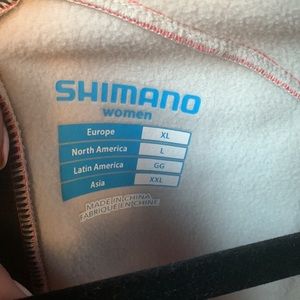 SHIMANO
women
Europe XL
North America L
Latin America GG
Asia XXL
MADE IN CHINA
FABRIQUE EN CHINE